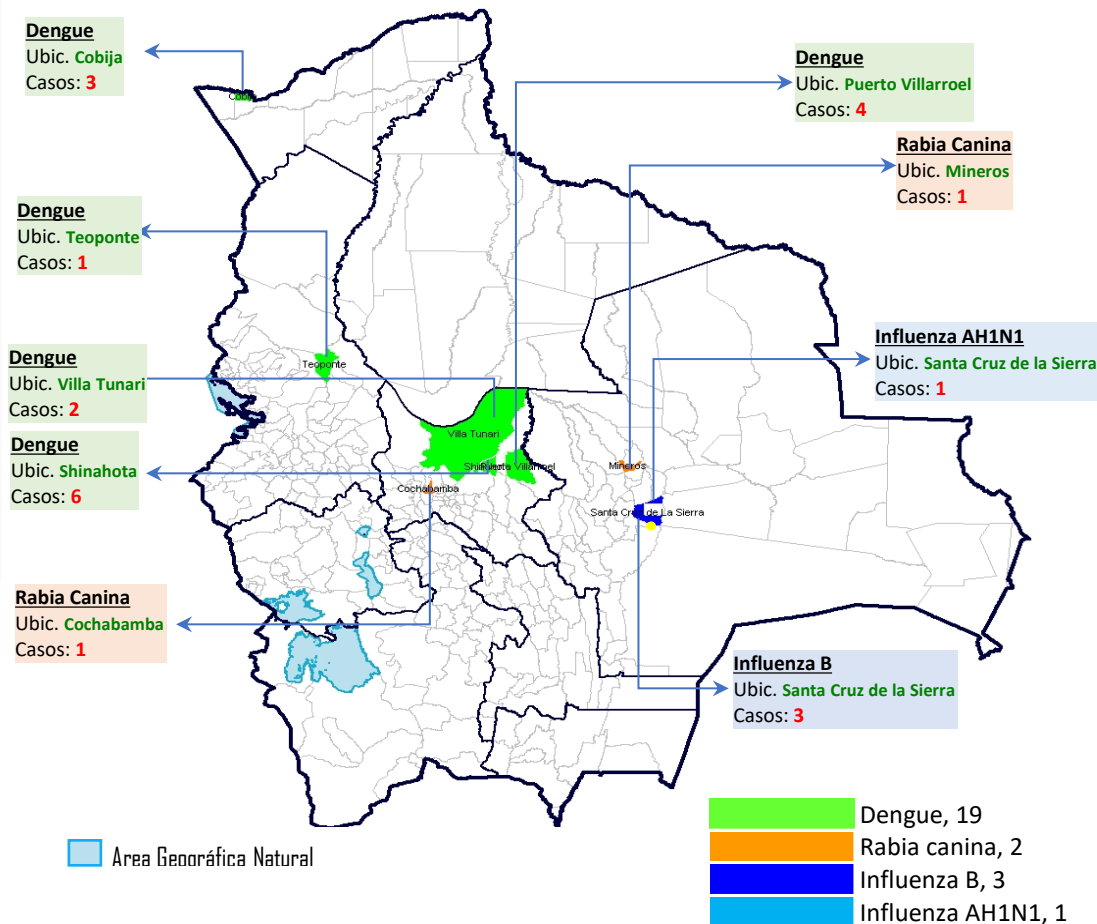 Dengue
Ubic. Cobija
Casos: 3
Dengue
Ubic. Puerto Villarroel
Casos: 4
Rabia Canina
Ubic. Mineros
Casos: 1
Dengue
Ubic. Teoponte
Casos: 1
Influenza AH1N1
Ubic. Santa Cruz de la Sierra
Casos: 1
Dengue
Ubic. Villa Tunari
Casos: 2
Dengue
Ubic. Shinahota
Casos: 6
Rabia Canina
Ubic. Cochabamba
Casos: 1
Influenza B
Ubic. Santa Cruz de la Sierra
Casos: 3
Teoponte
Villa Tunari
Villarroel
Cochabamba
Mineros
Santa Cruz de La Sierra
Area Geográfica Natural
Dengue, 19
Rabia canina, 2
Influenza B, 3
Influenza AH1N1, 1